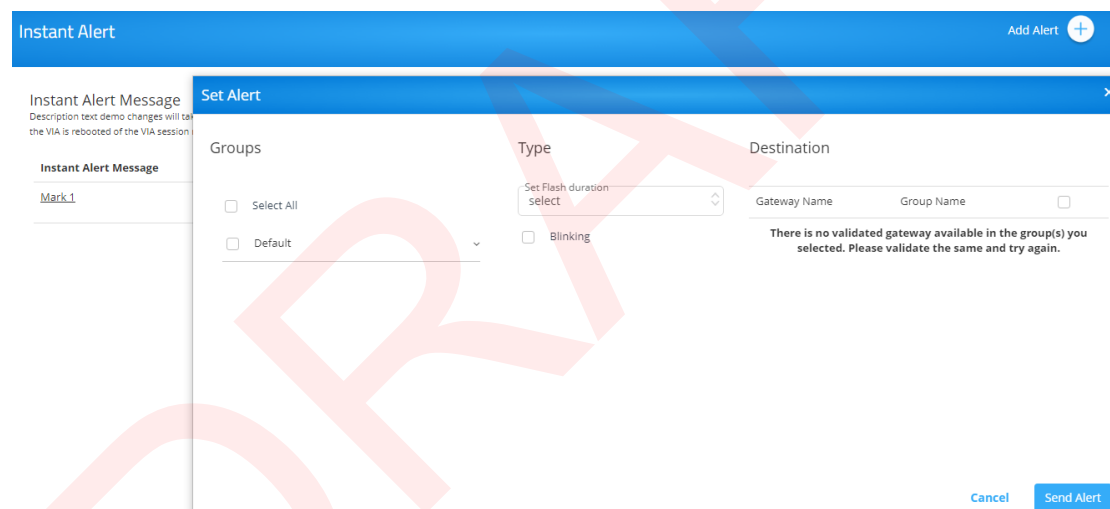 Instant Alert
Add Alert
Instant Alert Message
Description text demo changes will
the VIA is rebooted of the VIA session
Instant Alert Message
Mark 1
Set Alert
Groups
Select All
Default
Type
Set Flash duration
select
Blinking
Destination
Gateway Name Group Name
There is no validated gateway available in the group(s) you
selected. Please validate the same and try again.
Cancel Send Alert
DRAF